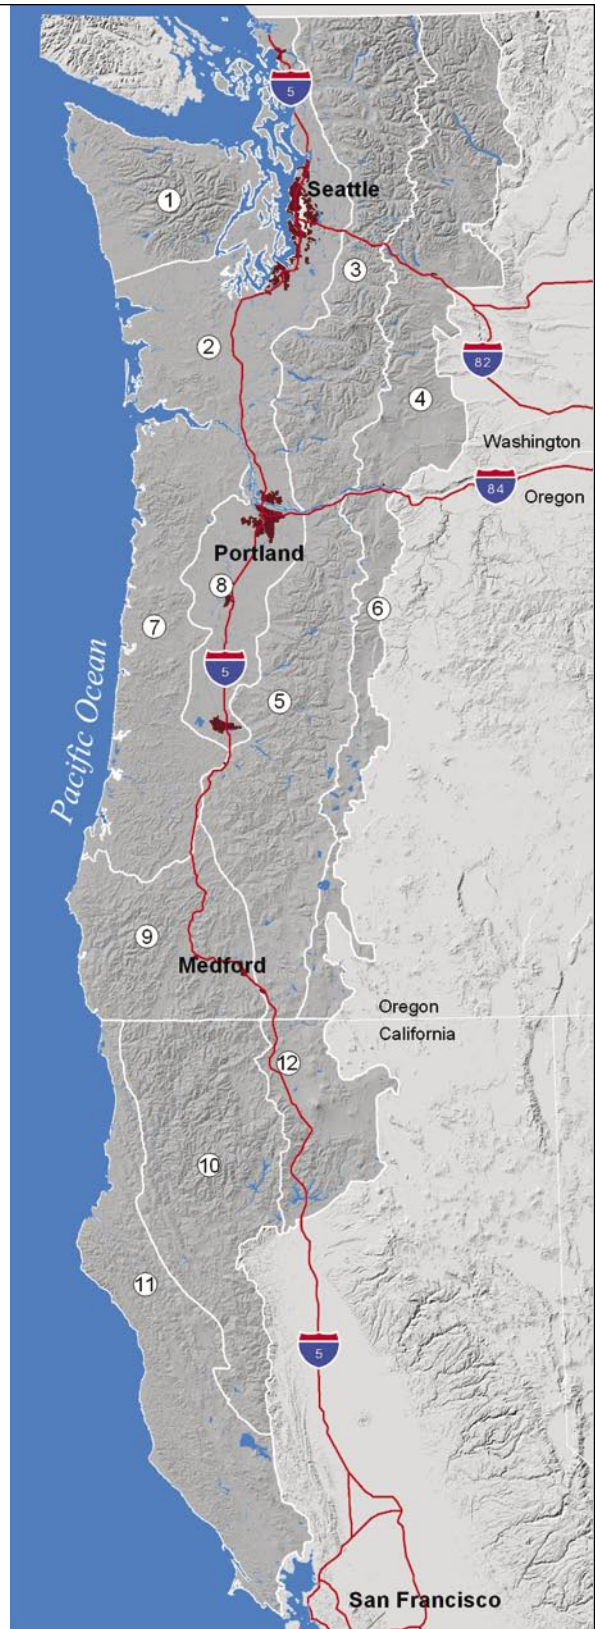 5
Seattle
1
3
2
82
4
Washington
84
Oregon
Portland
8
6
7
5
5
Pacific Ocean
9
Medford
Oregon
California
12
10
11
5
San Francisco